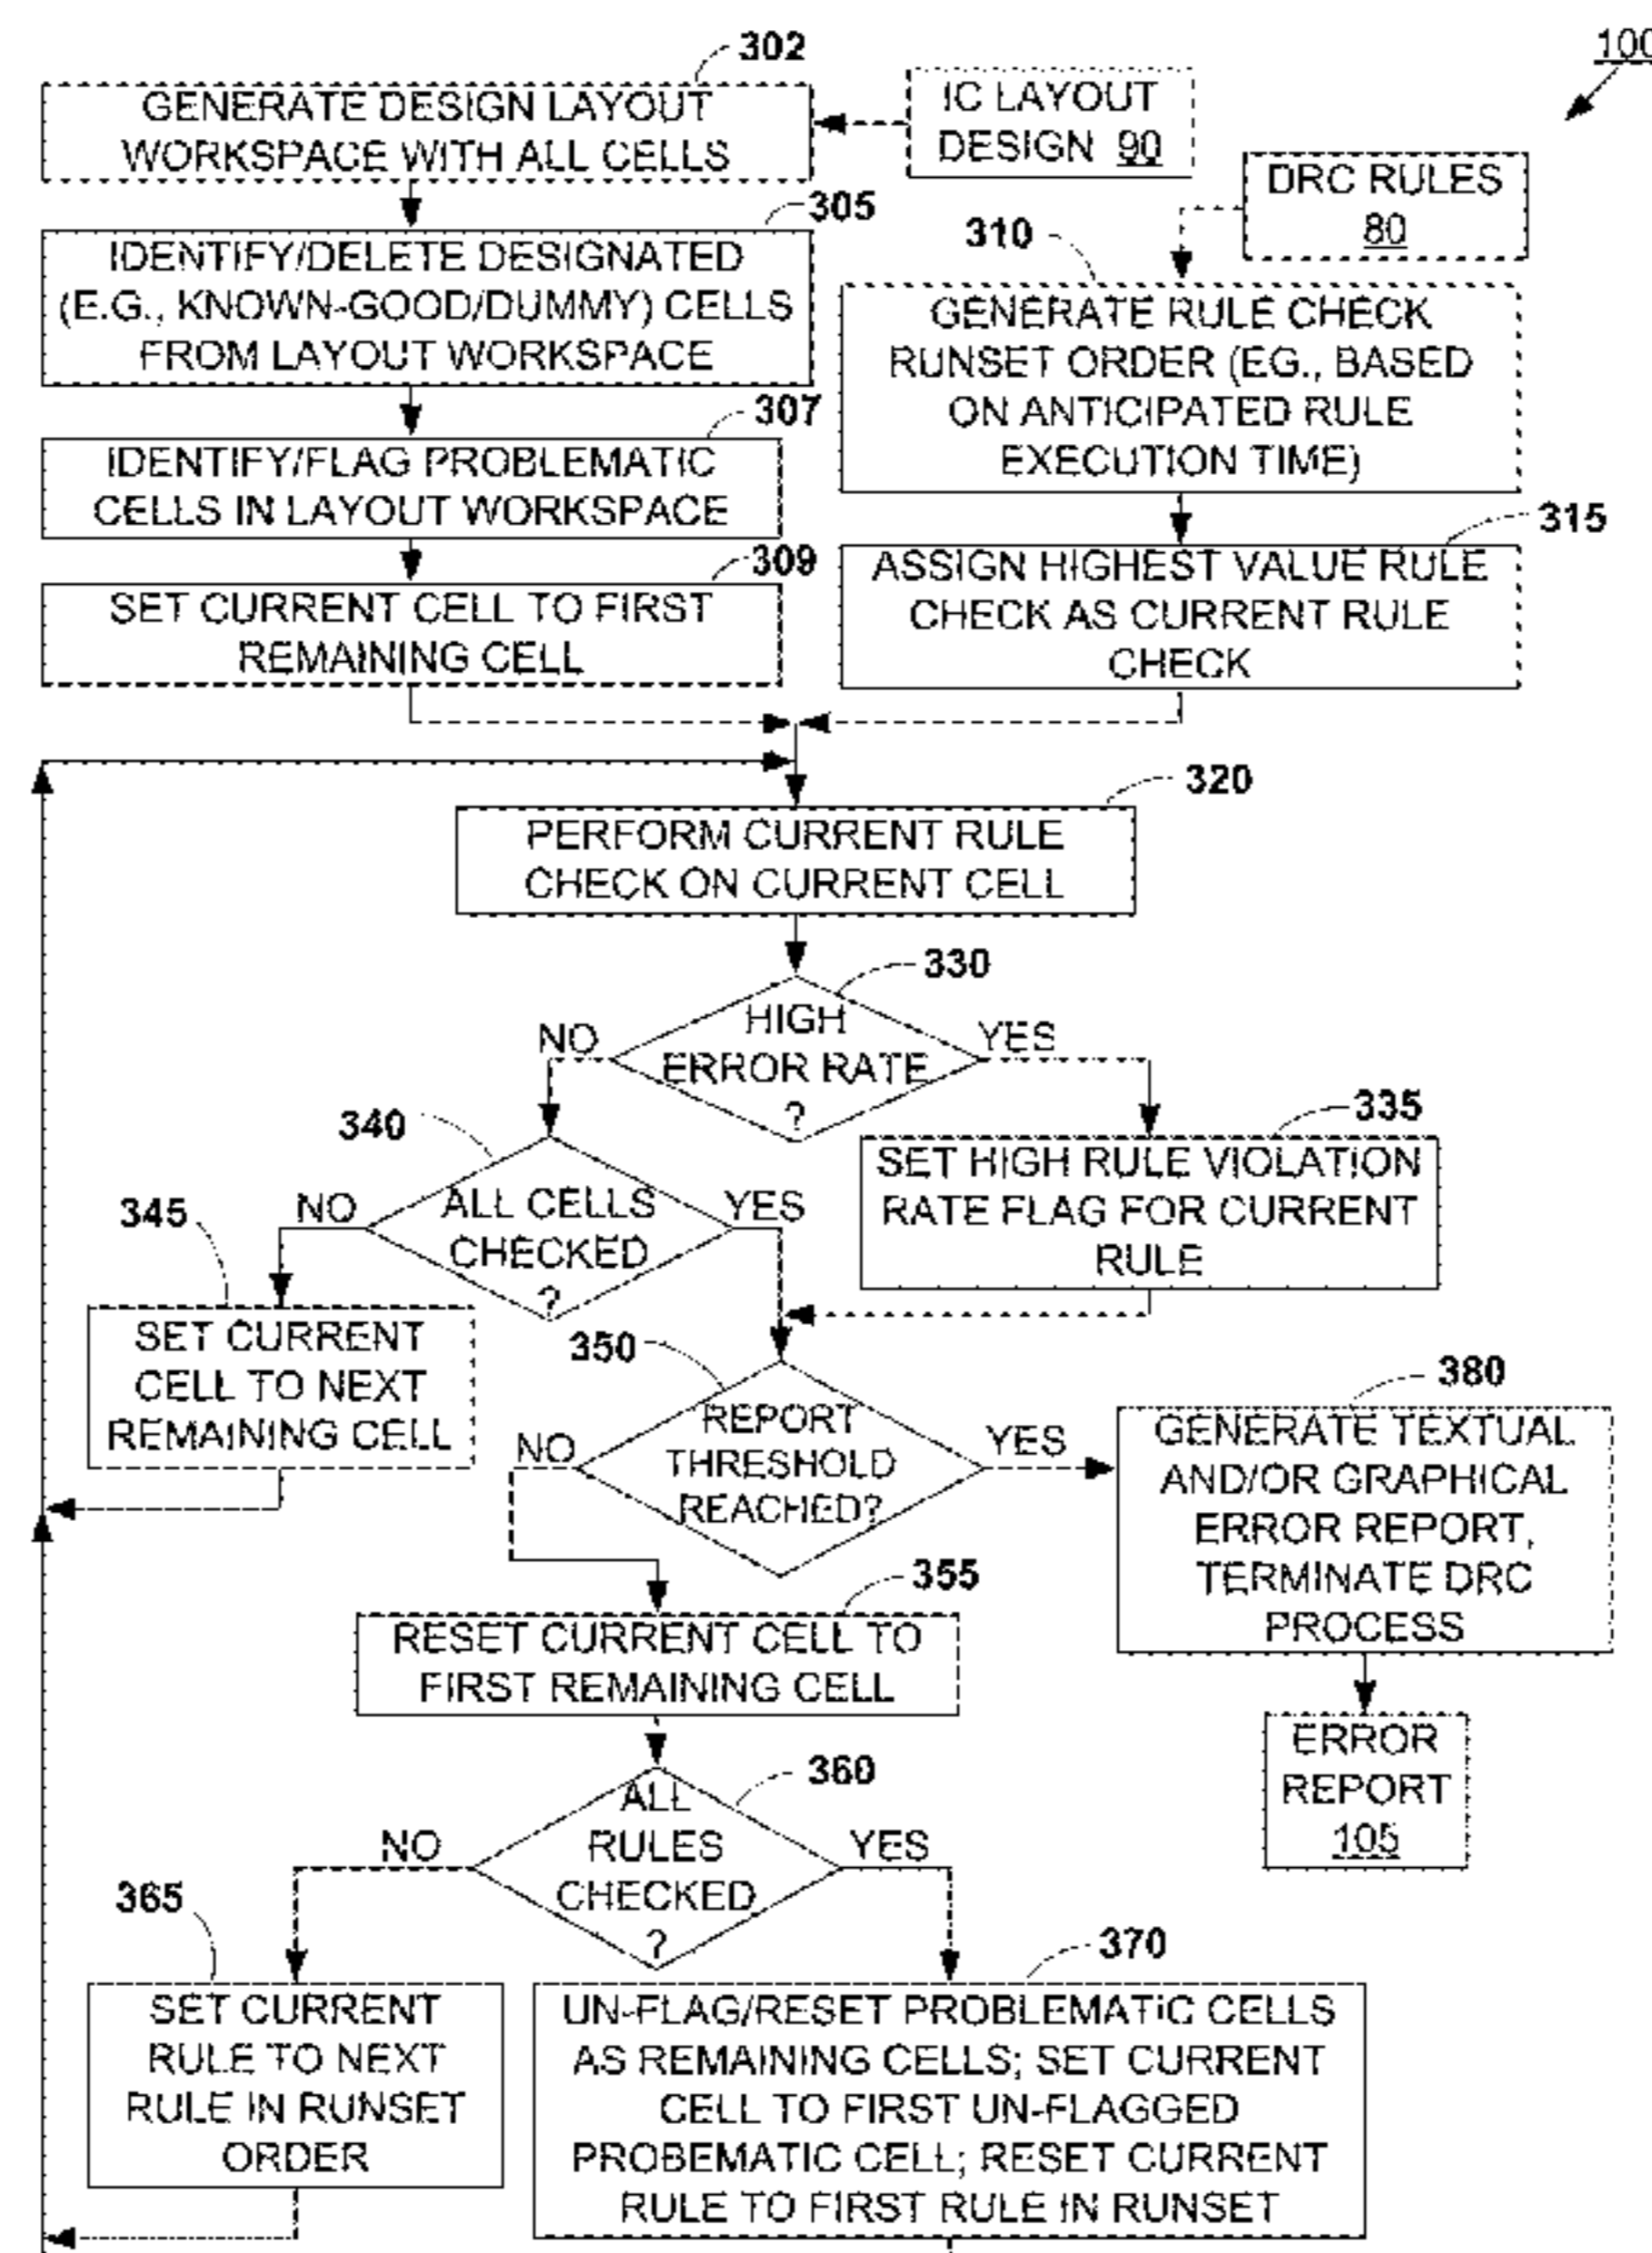 100
302
GENERATE DESIGN LAYOUT
WORKSPACE WITH ALL CELLS
IC LAYOUT
DESIGN 90
DRC RULES
80
305
IDENTIFY/DELETE DESIGNATED
(E.G., KNOWN-GOOD/DUMMY) CELLS
FROM LAYOUT WORKSPACE
310
GENERATE RULE CHECK
RUNSET ORDER (EG., BASED
ON ANTICIPATED RULE
EXECUTION TIME)
307
IDENTIFY/FLAG PROBLEMATIC
CELLS IN LAYOUT WORKSPACE
309
SET CURRENT CELL TO FIRST
REMAINING CELL
315
ASSIGN HIGHEST VALUE RULE
CHECK AS CURRENT RULE
CHECK
320
PERFORM CURRENT RULE
CHECK ON CURRENT CELL
330
HIGH
ERROR RATE
?
NO
YES
335
SET HIGH RULE VIOLATION
RATE FLAG FOR CURRENT
RULE
340
ALL CELLS
CHECKED
?
NO
YES
345
SET CURRENT
CELL TO NEXT
REMAINING CELL
350
REPORT
THRESHOLD
REACHED?
NO
YES
380
GENERATE TEXTUAL
AND/OR GRAPHICAL
ERROR REPORT,
TERMINATE DRC
PROCESS
355
RESET CURRENT CELL TO
FIRST REMAINING CELL
ERROR
REPORT
105
360
ALL
RULES
CHECKED
?
NO
YES
365
SET CURRENT
RULE TO NEXT
RULE IN RUNSET
ORDER
370
UN-FLAG/RESET PROBLEMATIC CELLS
AS REMAINING CELLS; SET CURRENT
CELL TO FIRST UN-FLAGGED
PROBEMATIC CELL; RESET CURRENT
RULE TO FIRST RULE IN RUNSET